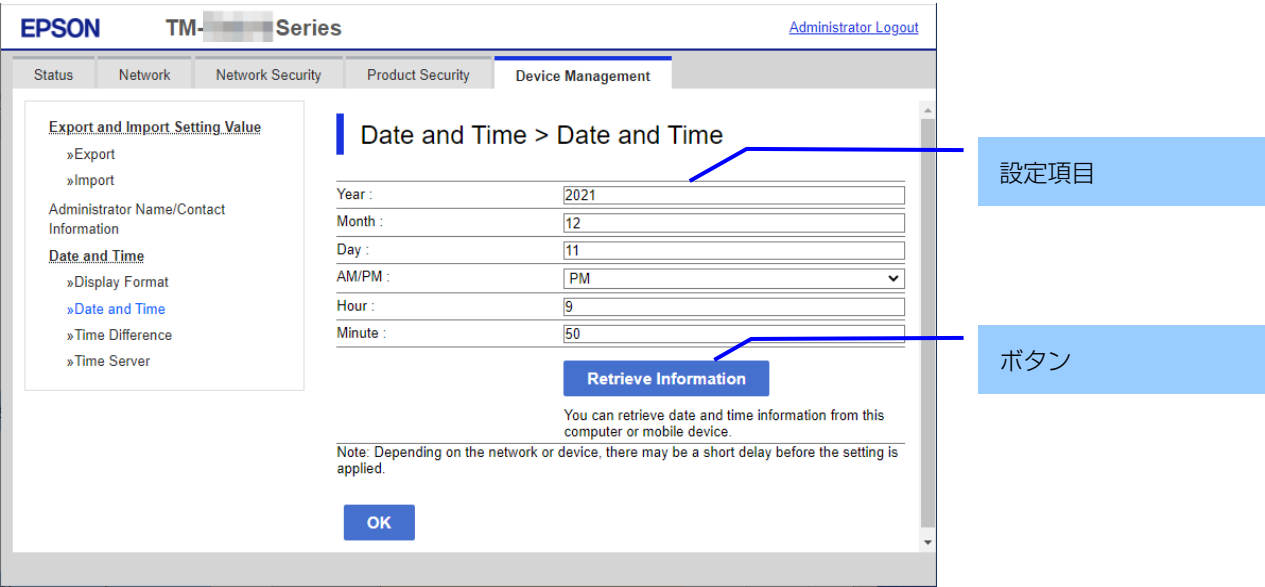 EPSON TM- Series Administrator Logout
Status Network Network Security Product Security Device Management
Export and Import Setting Value
»Export
»Import
Administrator Name/Contact
Information
Date and Time
»Display Format
»Date and Time
»Time Difference
»Time Server
Date and Time > Date and Time
Year : 2021
Month : 12
Day : 11
AM/PM : PM
Hour : 9
Minute : 50
Retrieve Information
You can retrieve date and time information from this
computer or mobile device.
Note: Depending on the network or device, there may be a short delay before the setting is
applied.
OK
設定項目
ボタン